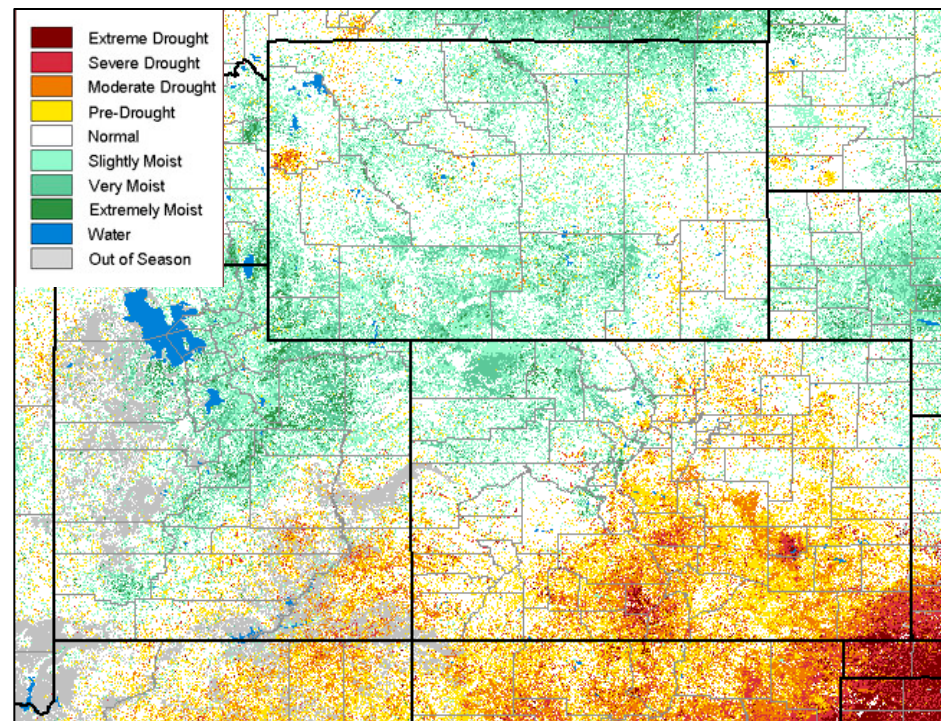 Extreme Drought
Severe Drought
Moderate Drought
Pre-Drought
Normal
Slightly Moist
Very Moist
Extremely Moist
Water
Out of Season